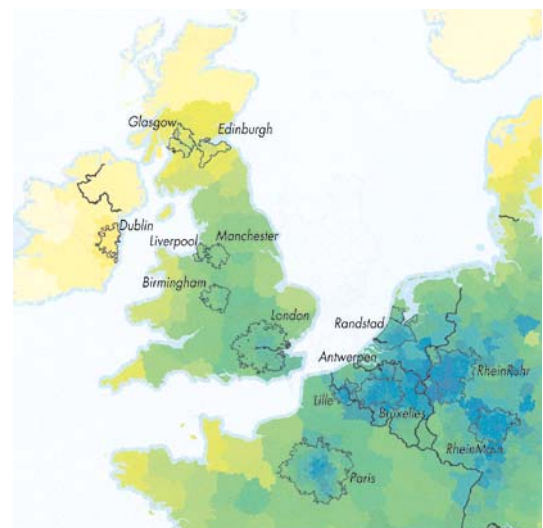 Glasgow
Edinburgh
Dublin
Liverpool
Manchester
Birmingham
London
Randstad
Antwerpen
RheinRuhr
Lille
Bruxelles
RheinMain
Paris